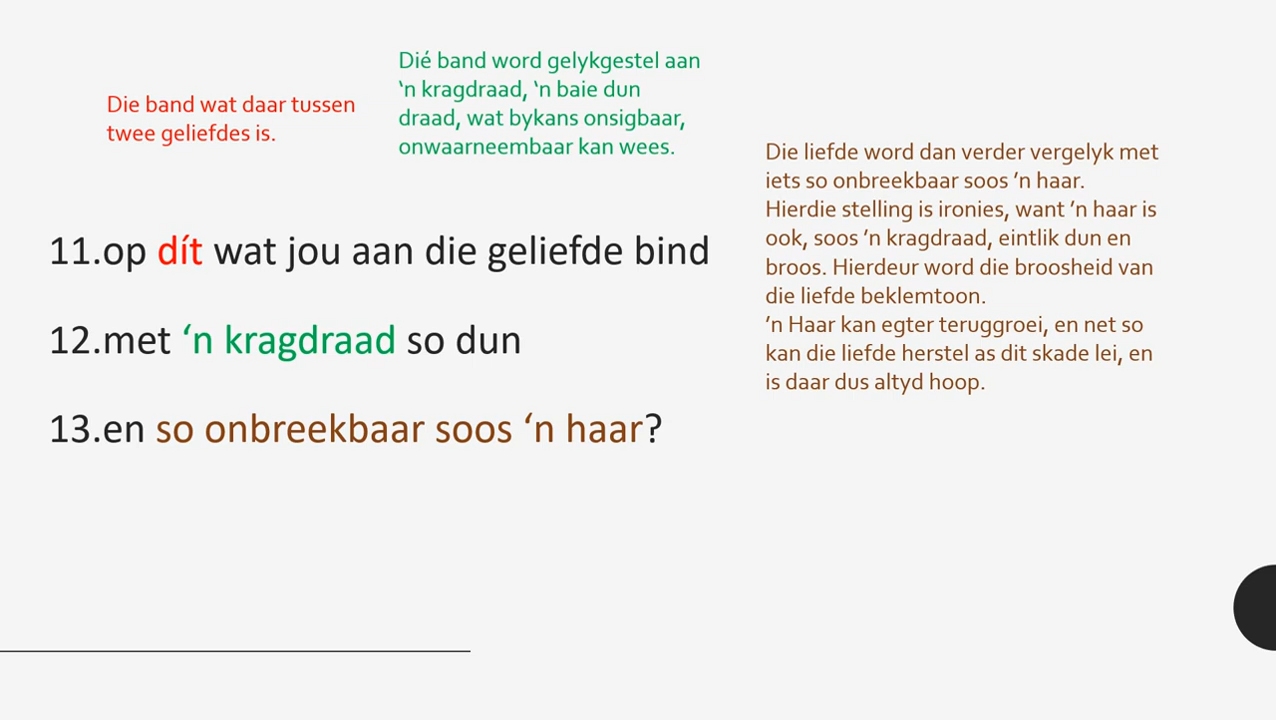 Die band wat daar tussen
twee geliefdes is.
Dié band word gelykgestel aan
‘n kragdraad, ‘n baie dun
draad, wat bykans onsigbaar,
onwaarneembaar kan wees.
Die liefde word dan verder vergelyk met
iets so onbreekbaar soos ’n haar.
Hierdie stelling is ironies, want ’n haar is
ook, soos ’n kragdraad, eintlik dun en
broos. Hierdeur word die broosheid van
die liefde beklemtoon.
’n Haar kan egter teruggroei, en net so
kan die liefde herstel as dit skade lei, en
is daar dus altyd hoop.
11.op dít wat jou aan die geliefde bind
12.met ‘n kragdraad so dun
13.en so onbreekbaar soos ‘n haar?